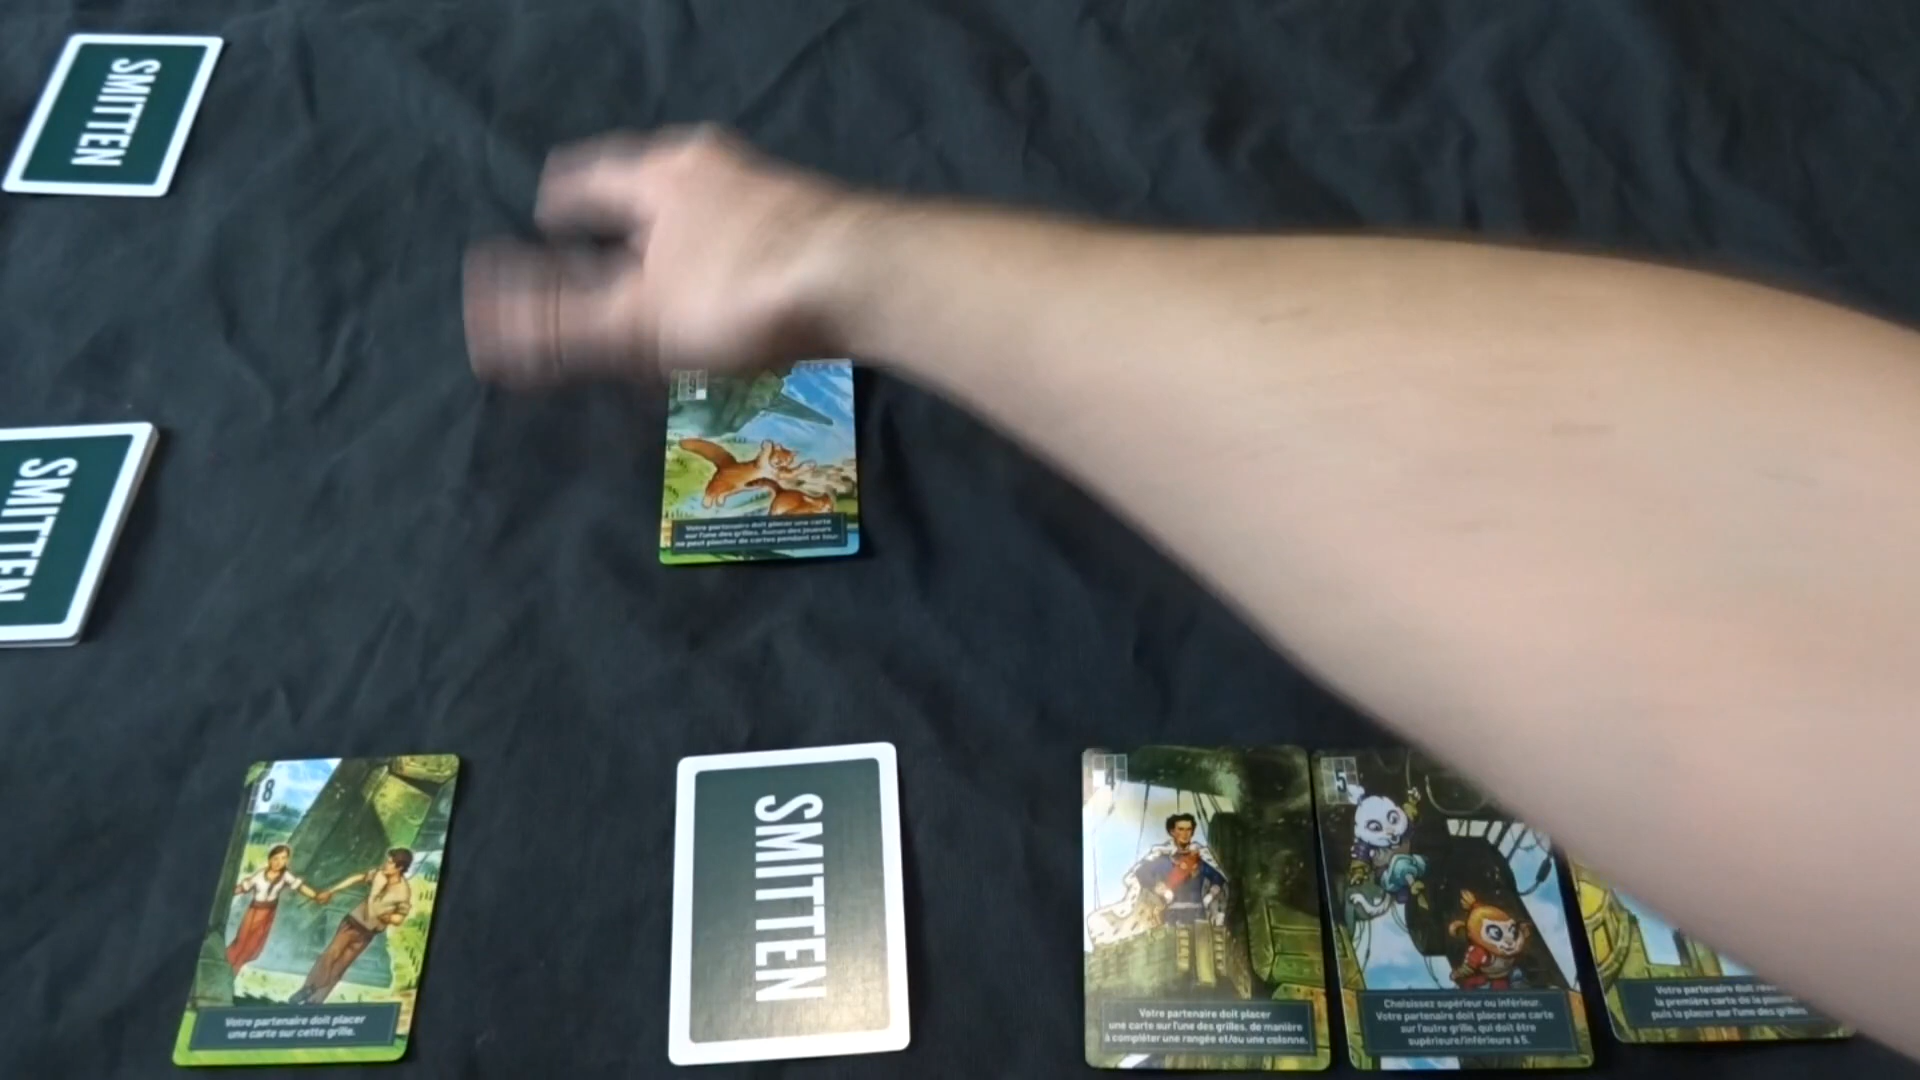 SMITTEN
SMITTEN
Votre partenaire doit placer une carte
sur l'une des grilles. Aucun des joueurs
ne peut piocher de cartes pendant ce tour.
8
Votre partenaire doit placer
une carte sur cette grille.
SMITTEN
4
Votre partenaire doit placer
une carte sur l'une des grilles, de manière
à compléter une rangée et/ou une colonne.
5
Choisissez supérieur ou inférieur.
Votre partenaire doit placer une carte
sur l'autre grille, qui doit être
supérieure/inférieure à 5.
Votre partenaire doit
la première carte de la
puis la placer sur l'une des grilles.